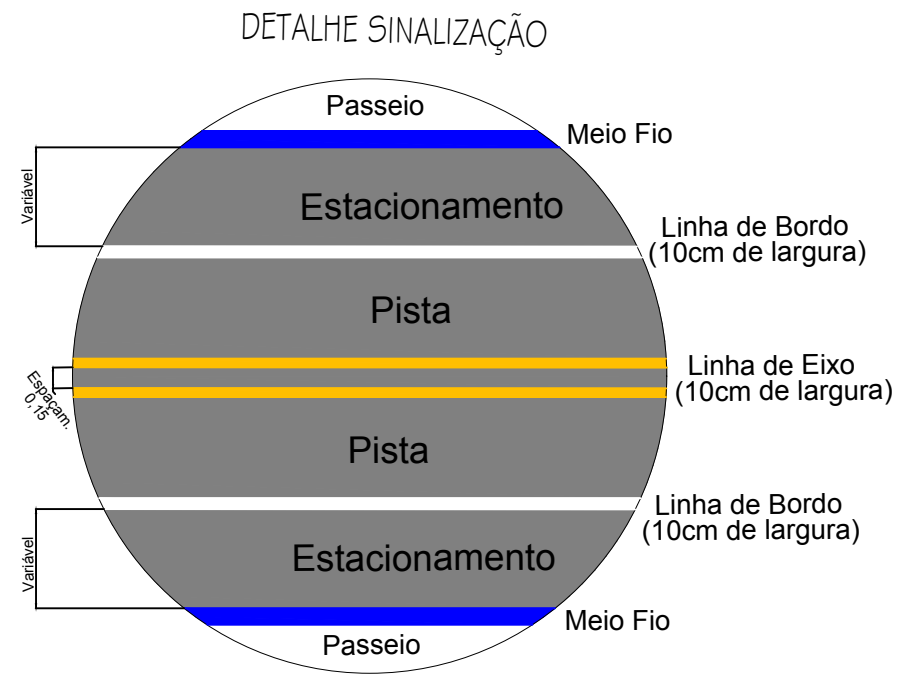 DETALHE SINALIZAÇÃO
Passeio
Meio Fio
Variável
Estacionamento
Linha de Bordo
(10cm de largura)
Pista
Linha de Eixo
(10cm de largura)
Espaçam.
0,15
Pista
Linha de Bordo
(10cm de largura)
Variável
Estacionamento
Meio Fio
Passeio